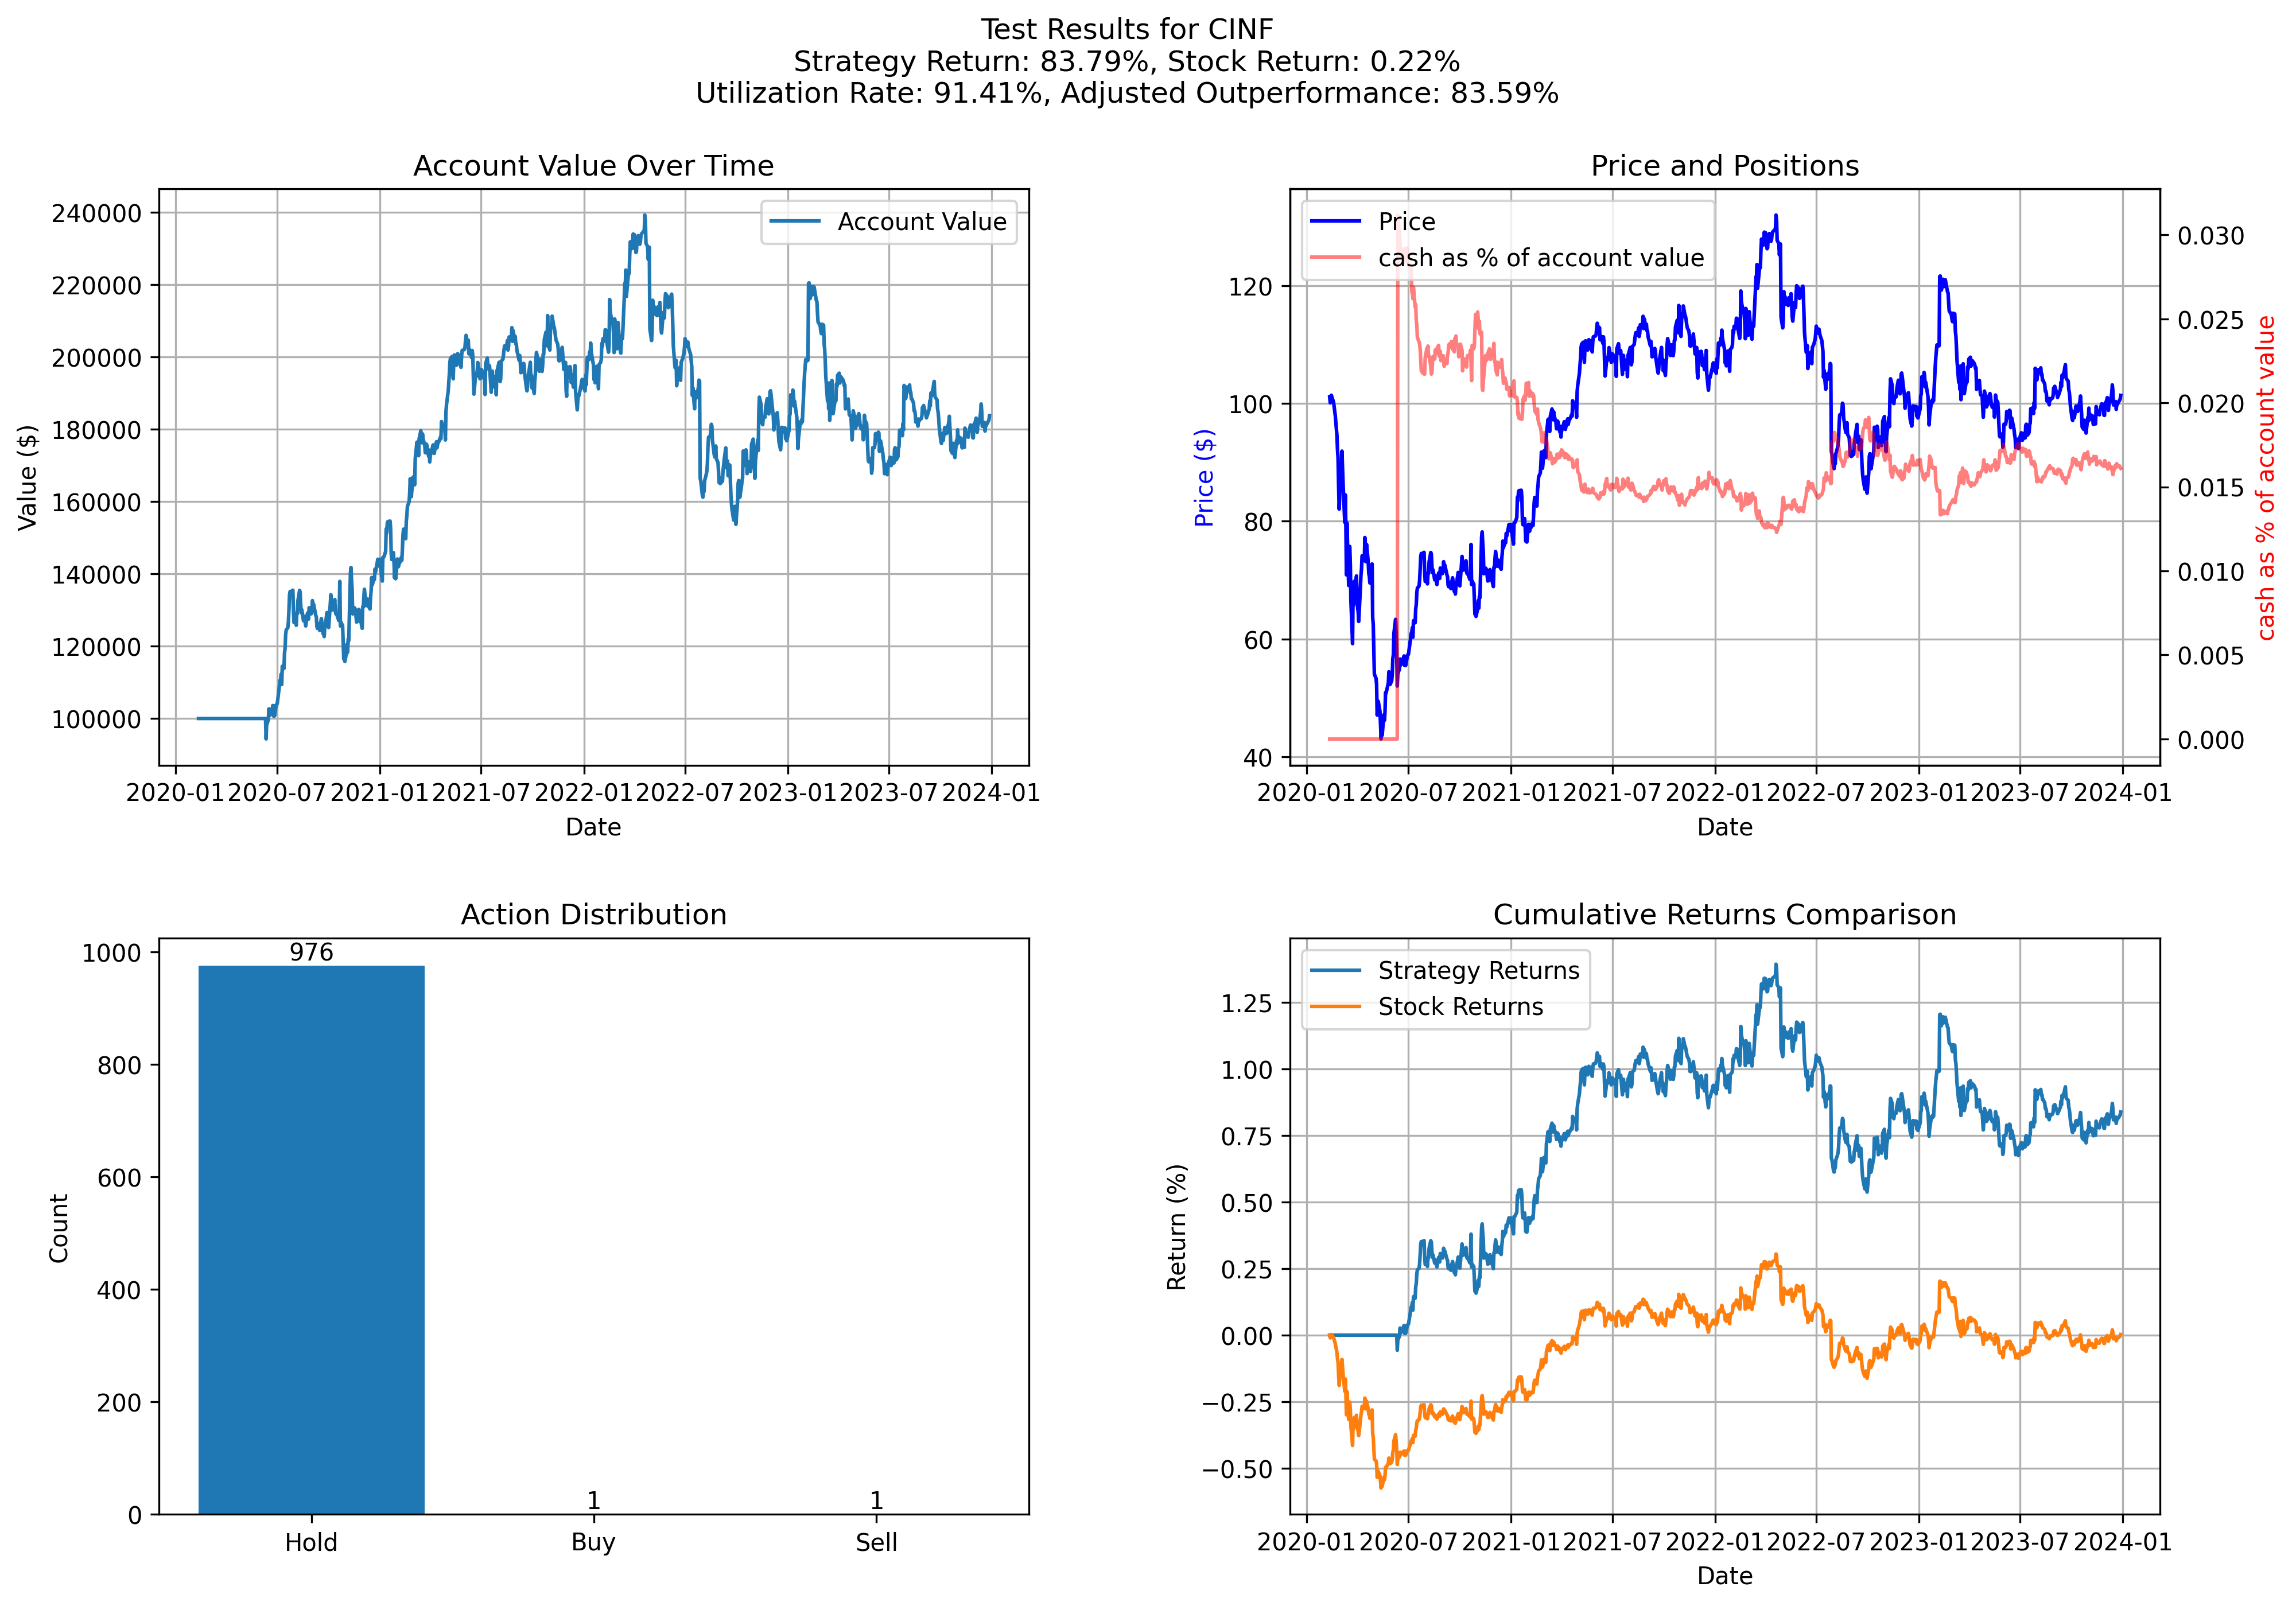 Test Results for CINF
Strategy Return: 83.79%, Stock Return: 0.22%
Utilization Rate: 91.41%, Adjusted Outperformance: 83.59%
Account Value Over Time
Account Value
240000
220000
200000
180000
160000
140000
120000
100000
Value ($)
2020-01 2020-07 2021-01 2021-07 2022-01 2022-07 2023-01 2023-07 2024-01
Date
Price and Positions
Price
cash as % of account value
120
100
80
60
40
Price ($)
0.030
0.025
0.020
0.015
0.010
0.005
0.000
cash as % of account value
2020-01 2020-07 2021-01 2021-07 2022-01 2022-07 2023-01 2023-07 2024-01
Date
Action Distribution
1000
800
600
400
200
0
Count
976
1
1
Hold Buy Sell
Cumulative Returns Comparison
Strategy Returns
Stock Returns
1.25
1.00
0.75
0.50
0.25
0.00
−0.25
−0.50
Return (%)
2020-01 2020-07 2021-01 2021-07 2022-01 2022-07 2023-01 2023-07 2024-01
Date